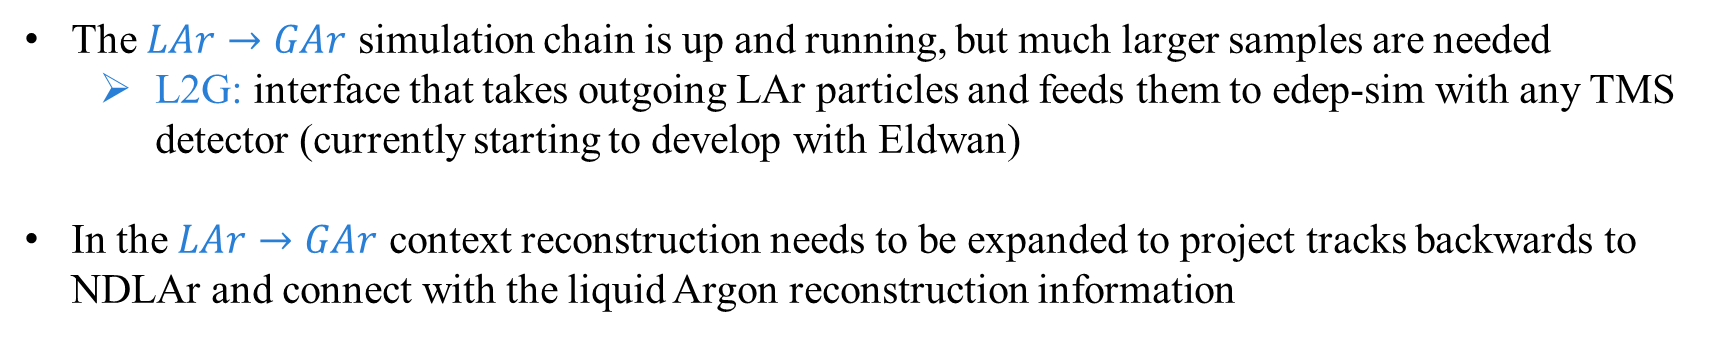 • The LAr → GAr simulation chain is up and running, but much larger samples are needed
➢ L2G: interface that takes outgoing LAr particles and feeds them to edep-sim with any TMS
detector (currently starting to develop with Eldwan)
• In the LAr → GAr context reconstruction needs to be expanded to project tracks backwards to
NDLAr and connect with the liquid Argon reconstruction information